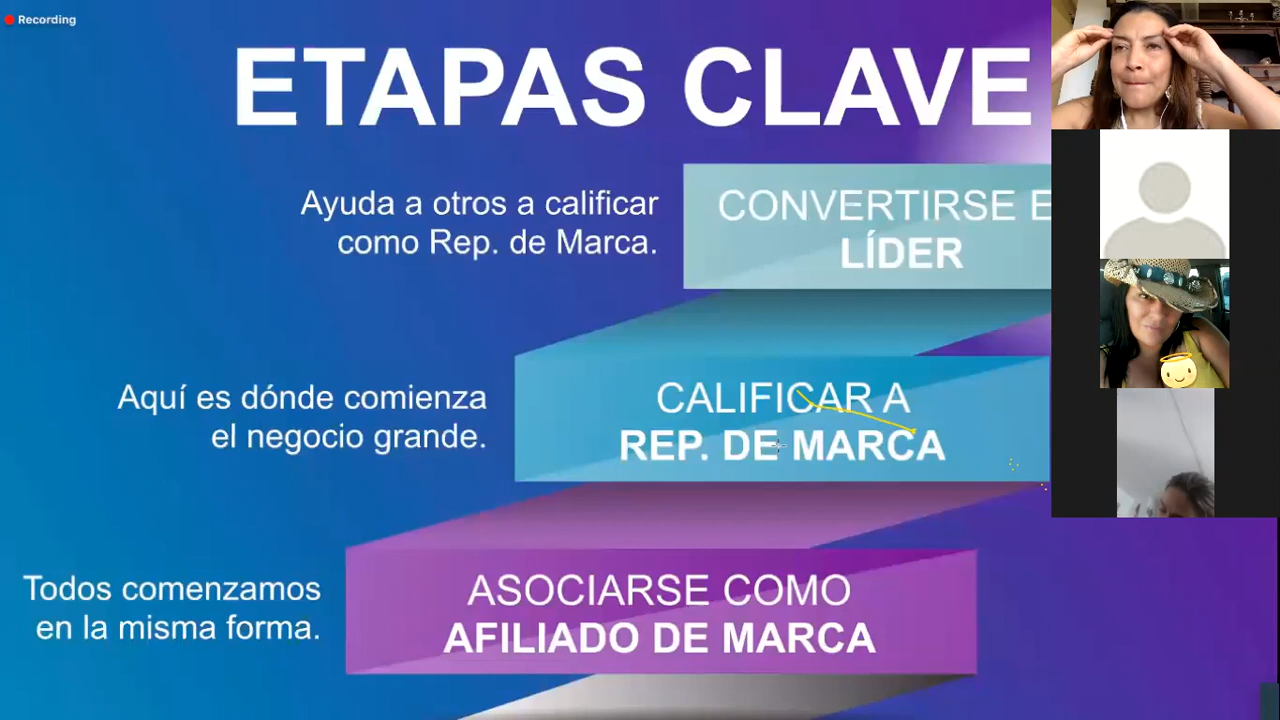 Recording
ETAPAS CLAVE
Ayuda a otros a calificar
como Rep. de Marca.
CONVERTIRSE E
LÍDER
Aquí es dónde comienza
el negocio grande.
CALIFICAR A
REP. DE MARCA
Todos comenzamos
en la misma forma.
ASOCIARSE COMO
AFILIADO DE MARCA